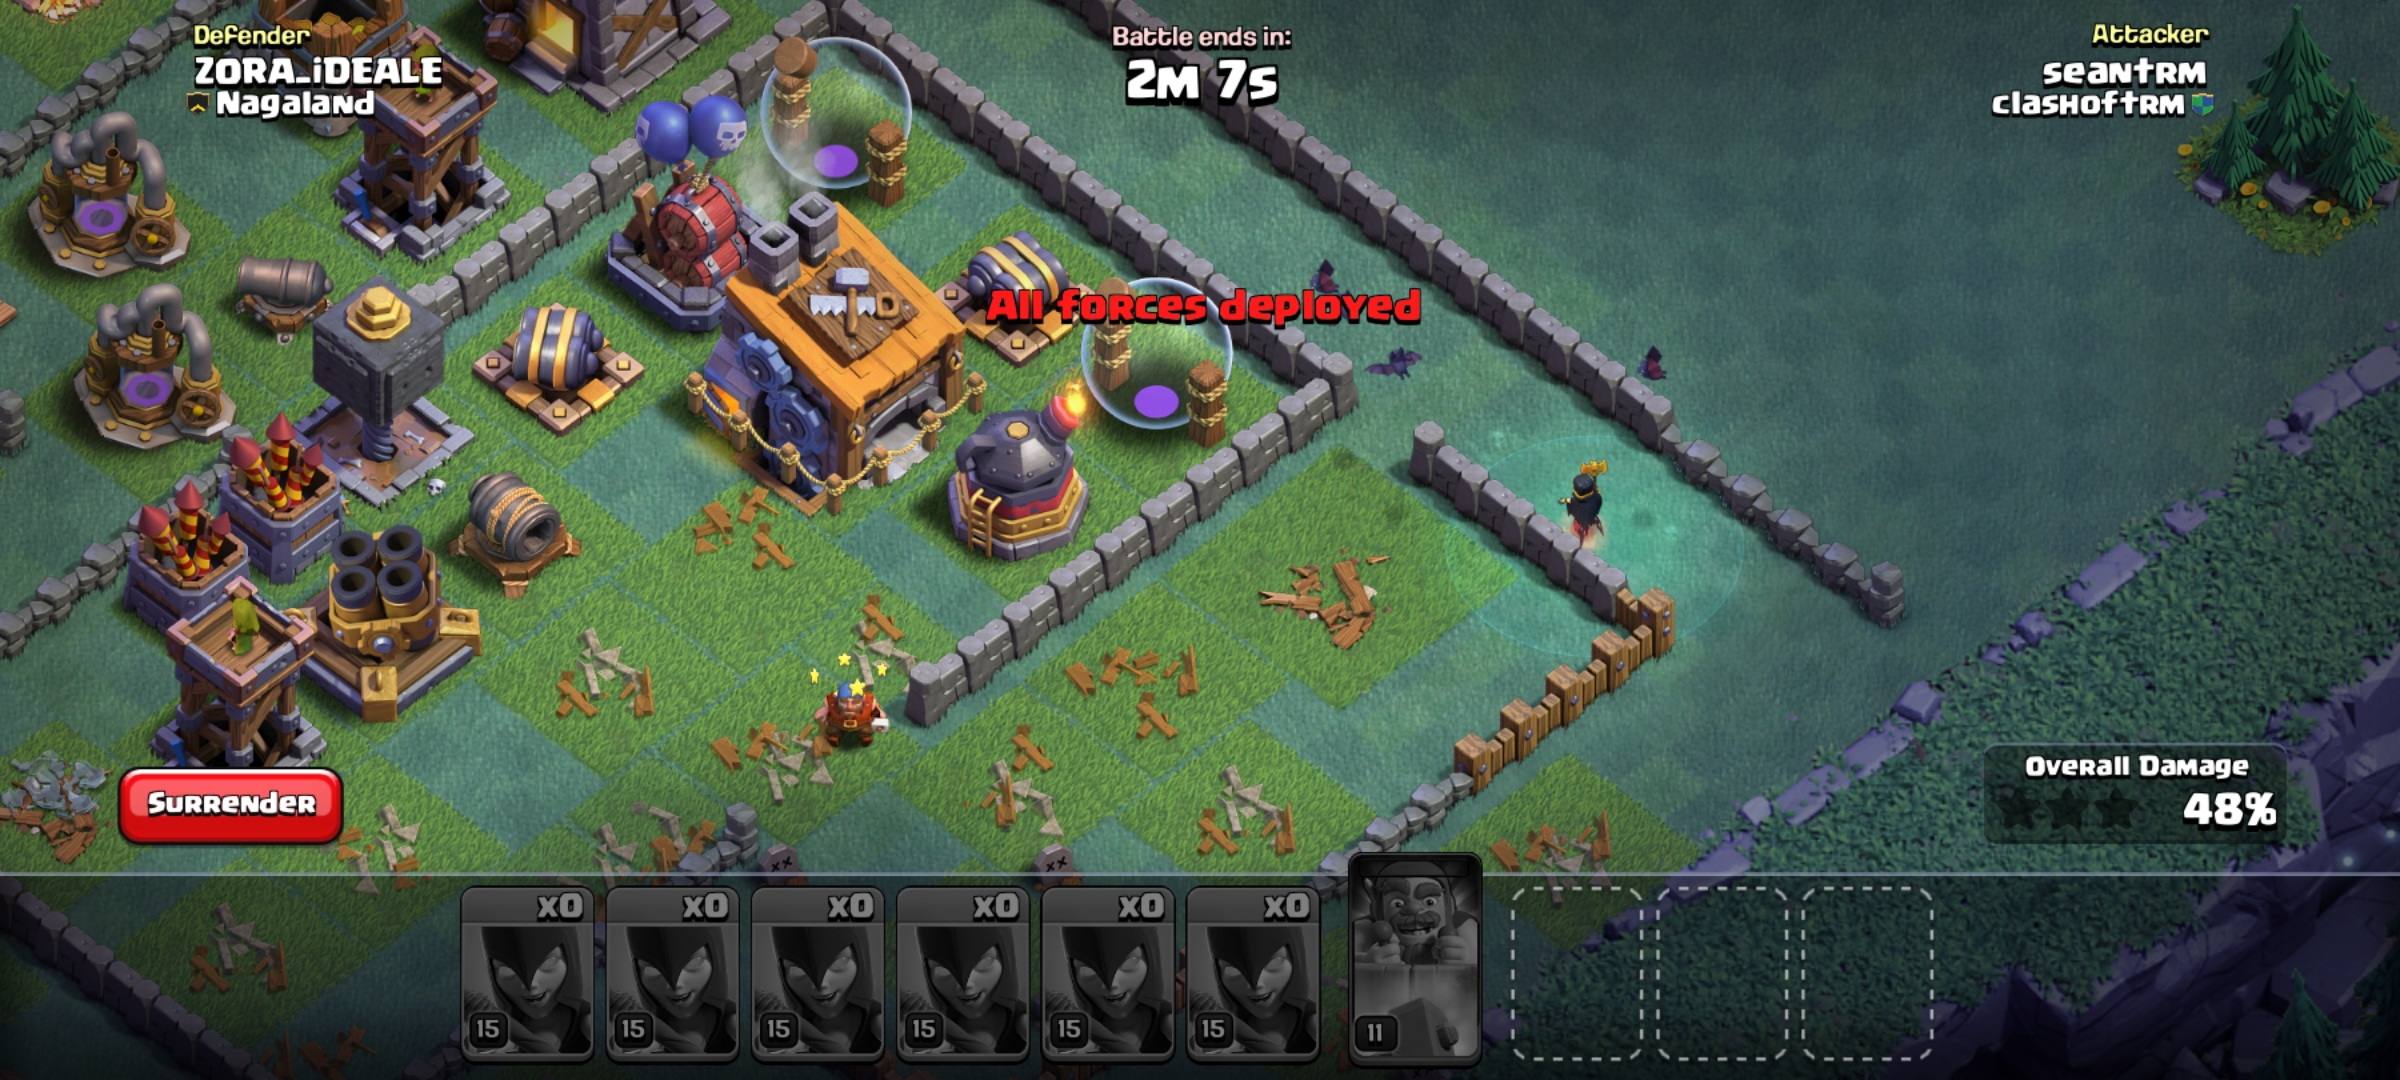 Defender
ZORA_iDEALE
Nagaland
Battle ends in:
2M 7s
Attacker
seantRM
clashoftRM
All forces deployed
Surrender
Overall Damage
48%
x0
x0
x0
x0
x0
x0
15
15
15
15
15
15
11